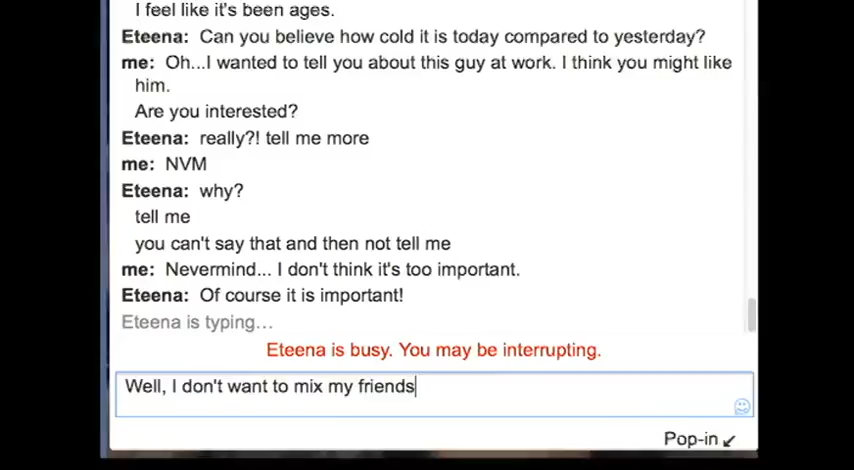 I feel like it's been ages.
Eteena: Can you believe how cold it is today compared to yesterday?
me: Oh...I wanted to tell you about this guy at work. I think you might like
him.
Are you interested?
Eteena: really?! tell me more
me: NVM
Eteena: why?
tell me
you can't say that and then not tell me
me: Nevermind... I don't think it's too important.
Eteena: Of course it is important!
Eteena is typing...
Eteena is busy. You may be interrupting.
Well, I don't want to mix my friends
Pop-in